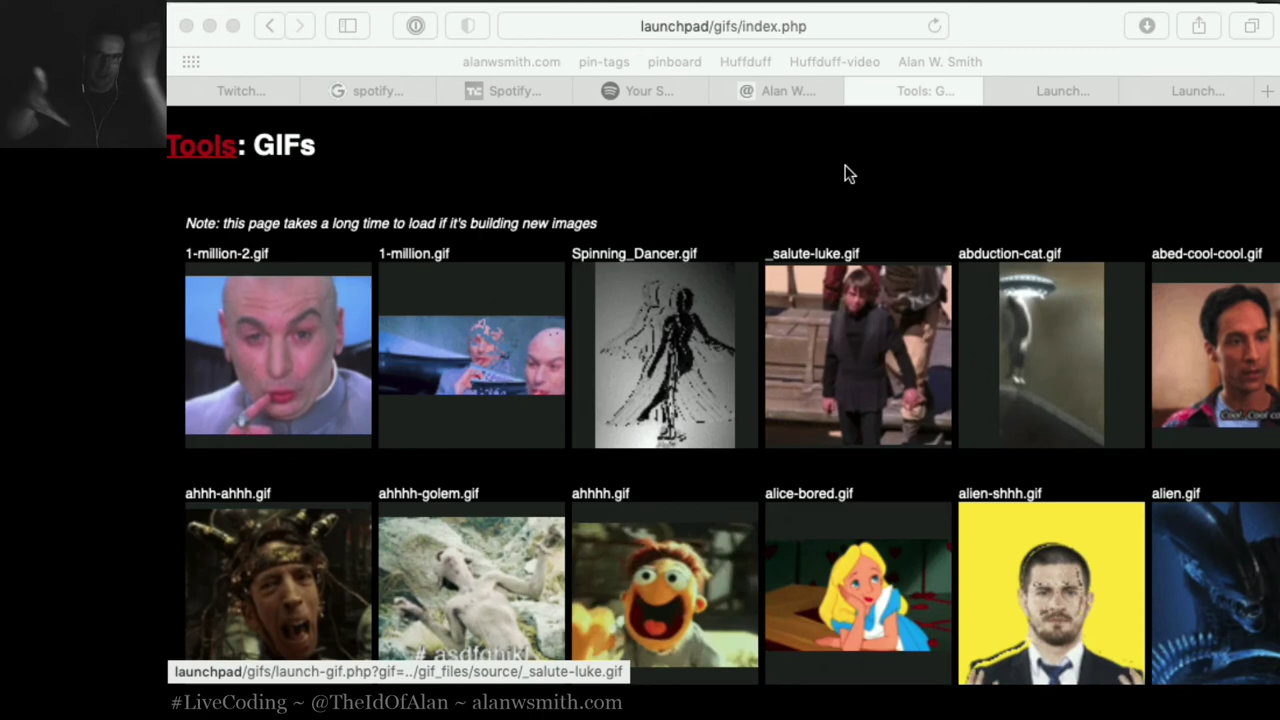 launchpad/gifs/index.php
alanwsmith.com pin-tags pinboard Huffduff Huffduff-video Alan W. Smith
Twitch... spotify... Spotify... Your S... Alan W.... Tools: G... Launch... Launch...
Tools: GIFs
Note: this page takes a long time to load if it's building new images
1-million-2.gif 1-million.gif Spinning_Dancer.gif _salute-luke.gif abduction-cat.gif abed-cool-cool.gif
Cool. Cool co
ahhh-ahhh.gif ahhhh-golem.gif ahhhh.gif alice-bored.gif alien-shhh.gif alien.gif
launchpad/gifs/launch-gif.php?gif=../gif_files/source/_salute-luke.gif
#LiveCoding ~ @TheIdOfAlan ~ alanwsmith.com